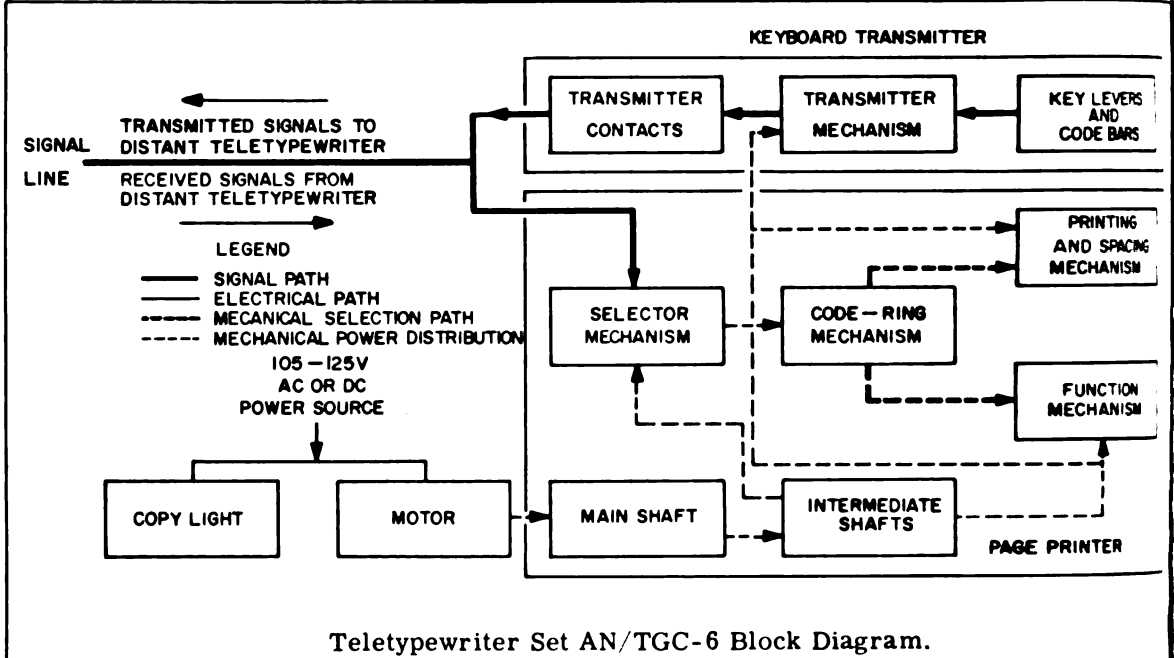 KEYBOARD TRANSMITTER
TRANSMITTER
CONTACTS
TRANSMITTER
MECHANISM
KEY LEVERS
AND
CODE BARS
SIGNAL
LINE
TRANSMITTED SIGNALS TO
DISTANT TELETYPEWRITER
RECEIVED SIGNALS FROM
DISTANT TELETYPEWRITER
LEGEND
SIGNAL PATH
ELECTRICAL PATH
MECANICAL SELECTION PATH
MECHANICAL POWER DISTRIBUTION
PRINTING
AND SPACING
MECHANISM
SELECTOR
MECHANISM
CODE-RING
MECHANISM
FUNCTION
MECHANISM
105-125V
AC OR DC
POWER SOURCE
COPY LIGHT
MOTOR
MAIN SHAFT
INTERMEDIATE
SHAFTS
PAGE PRINTER
Teletypewriter Set AN/TGC-6 Block Diagram.